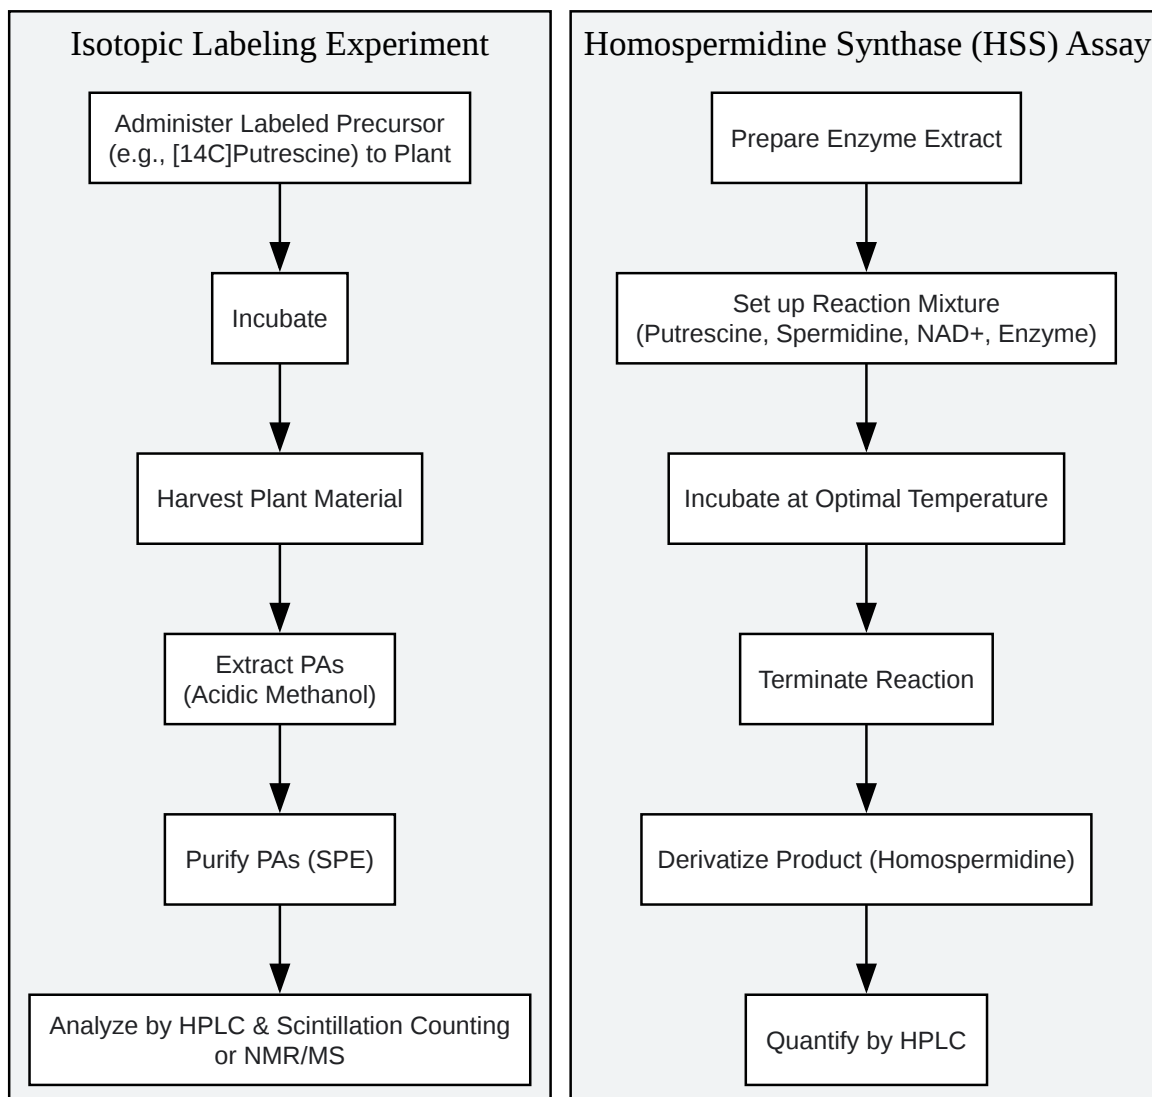 Isotopic Labeling Experiment
Administer Labeled Precursor
(e.g., [14C]Putrescine) to Plant
Incubate
Harvest Plant Material
Extract PAs
(Acidic Methanol)
Purify PAs (SPE)
Analyze by HPLC & Scintillation Counting
or NMR/MS
Homospermidine Synthase (HSS) Assay
Prepare Enzyme Extract
Set up Reaction Mixture
(Putrescine, Spermidine, NAD+, Enzyme)
Incubate at Optimal Temperature
Terminate Reaction
Derivatize Product (Homospermidine)
Quantify by HPLC